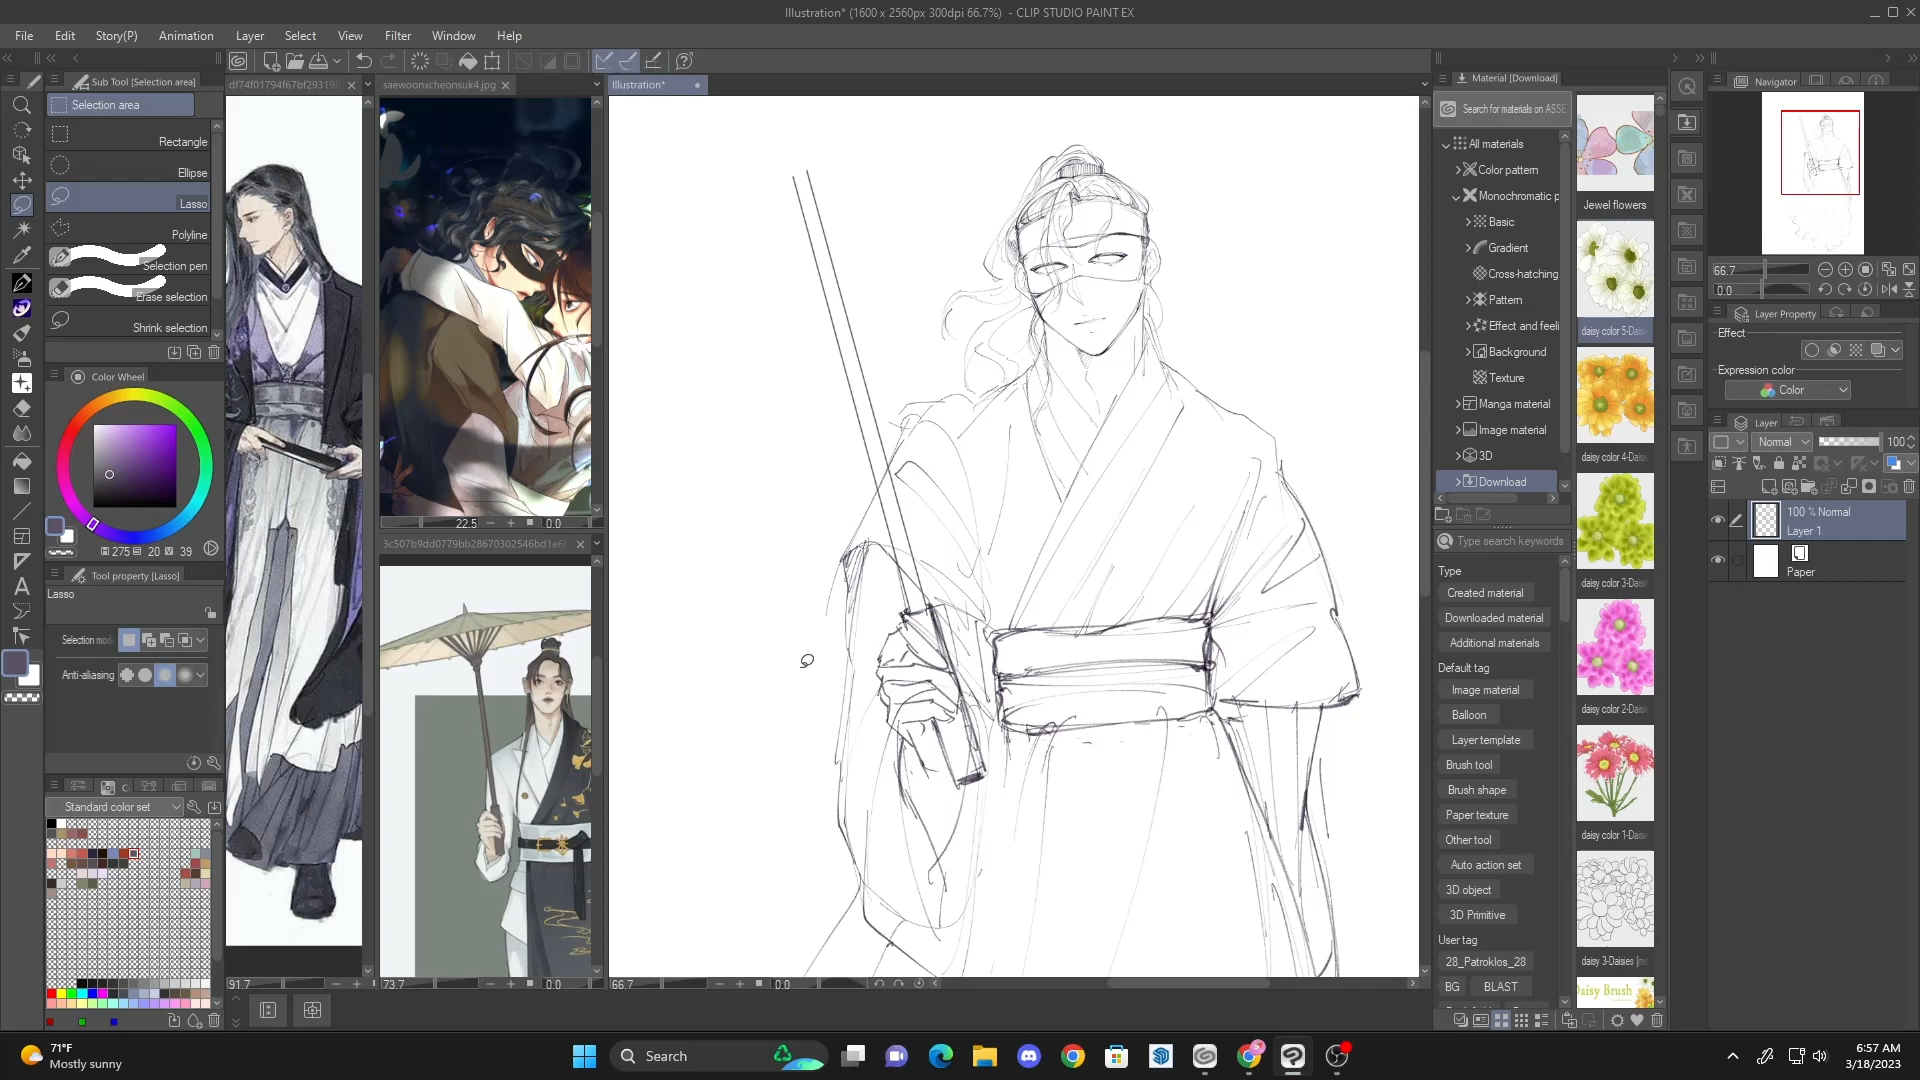 Illustration* (1600 x 2560px 300dpi 66.7%) - CLIP STUDIO PAINT EX
File Edit Story(P) Animation Layer Select View Filter Window Help
Sub Tool [Selection area]
Selection area
Rectangle
Ellipse
Lasso
Polyline
Selection pen
Erase selection
Shrink selection
Color Wheel
275 20 39
Tool property [Lasso]
Lasso
Selection mod
Anti-aliasing
Standard color set
saewoonxcheonsuk4.jpg
Illustration*
22.5 0.0
91.7
73.7 0.0
66.7 0.0
Material [Download]
Search for materials on ASSE
All materials
Color pattern
Monochromatic p
Basic
Gradient
Cross-hatching
Pattern
Effect and feeli
Background
Texture
Manga material
Image material
3D
Download
Type search keywords
Type
Created material
Downloaded material
Additional materials
Default tag
Image material
Balloon
Layer template
Brush tool
Brush shape
Paper texture
Other tool
Auto action set
3D object
3D Primitive
User tag
28_Patroklos_28
BG BLAST
Jewel flowers
daisy color 5-Daisi
daisy color 4-Daisi
daisy color 3-Daisi
daisy color 2-Daisi
daisy color 1-Daisi
daisy 3-Daisies [me
Daisy Brush
Navigator
66.7
0.0
Layer Property
Effect
Expression color
Color
Layer
Normal 100
100 % Normal
Layer 1
Paper
71°F
Mostly sunny
Search
6:57 AM
3/18/2023